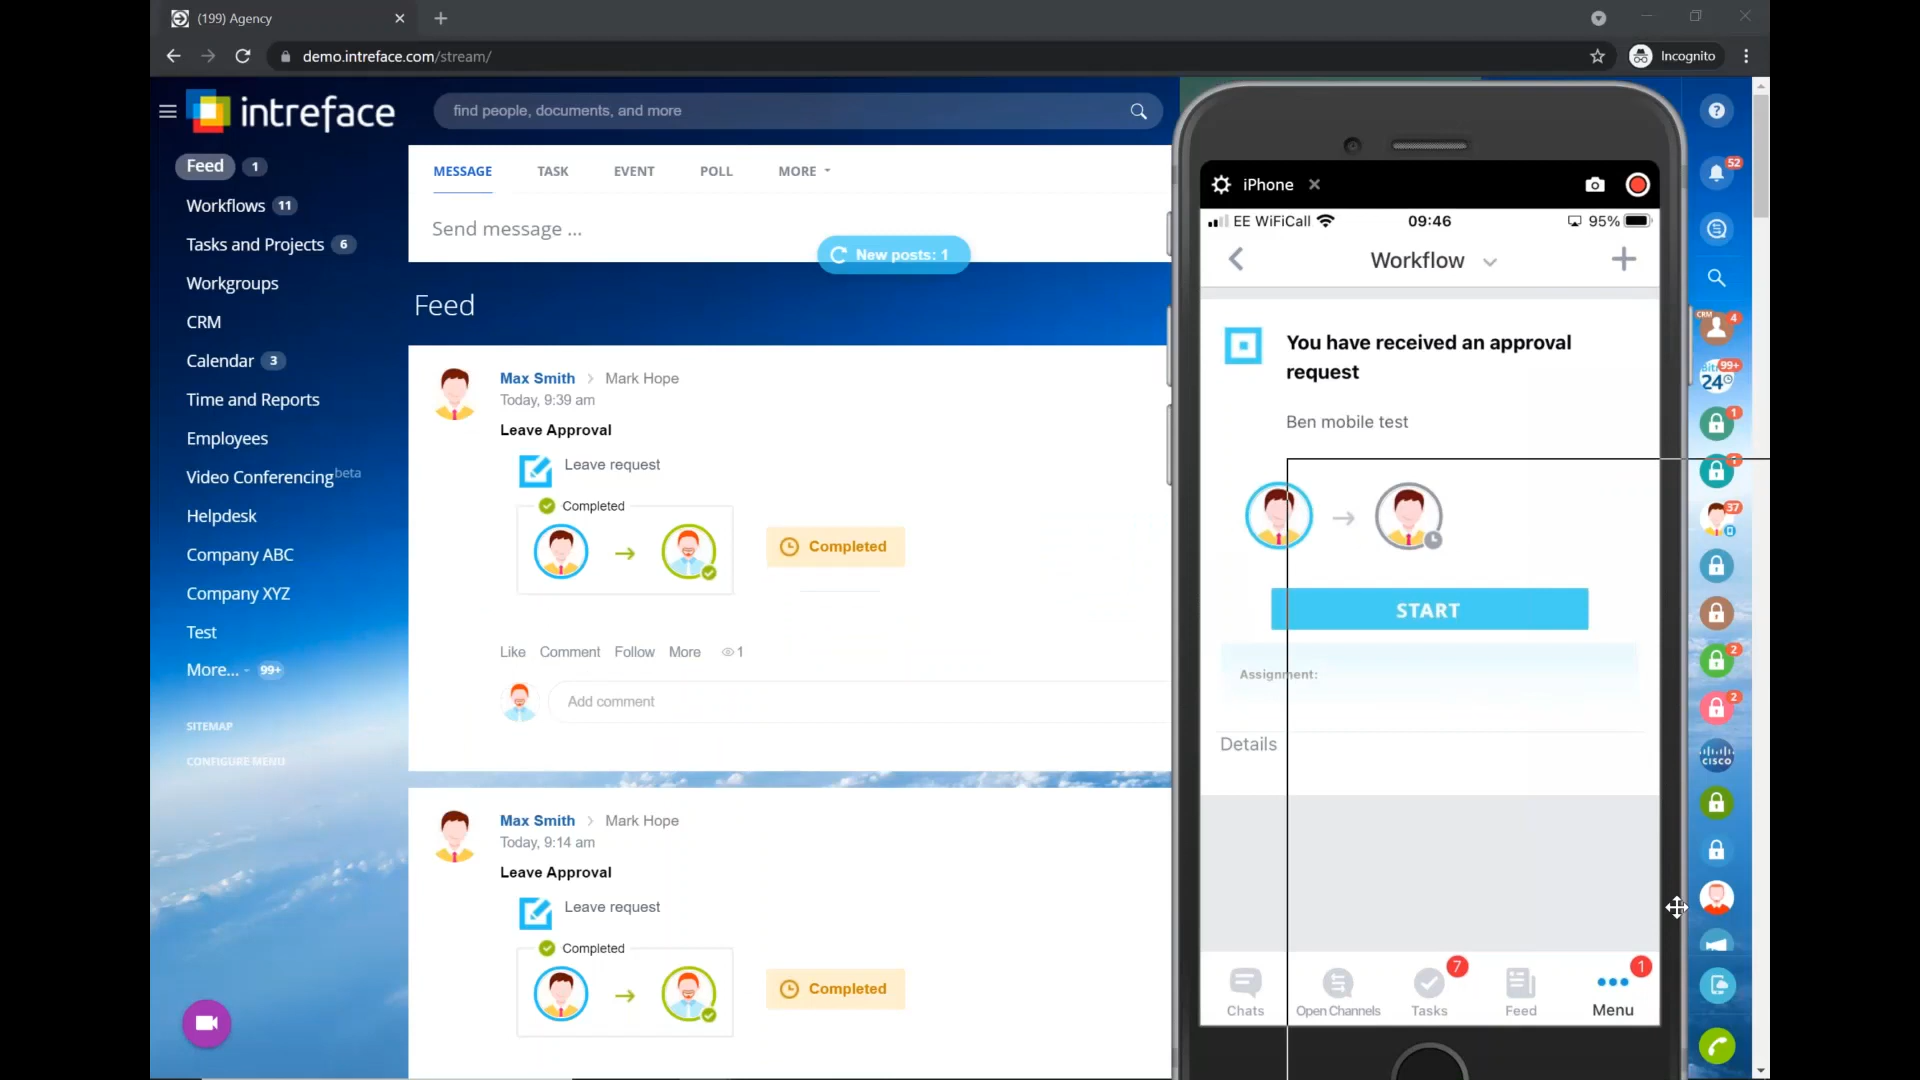 (199) Agency
demo.intreface.com/stream/
Incognito
intreface
find people, documents, and more
Feed 1
Workflows 11
Tasks and Projects 6
Workgroups
CRM
Calendar 3
Time and Reports
Employees
Video Conferencing beta
Helpdesk
Company ABC
Company XYZ
Test
More... 99+
SITEMAP
CONFIGURE MENU
MESSAGE TASK EVENT POLL MORE
Send message ...
New posts: 1
Feed
Max Smith > Mark Hope
Today, 9:39 am
Leave Approval
Leave request
Completed
Completed
Like Comment Follow More 1
Add comment
Max Smith > Mark Hope
Today, 9:14 am
Leave Approval
Leave request
Completed
Completed
iPhone
EE WiFiCall 09:46 95%
Workflow
You have received an approval
request
Ben mobile test
START
Assignment:
Details
7
1
Chats Open Channels Tasks Feed Menu
?
52
CRM 4
99+
24
1
37
2
2
CISCO